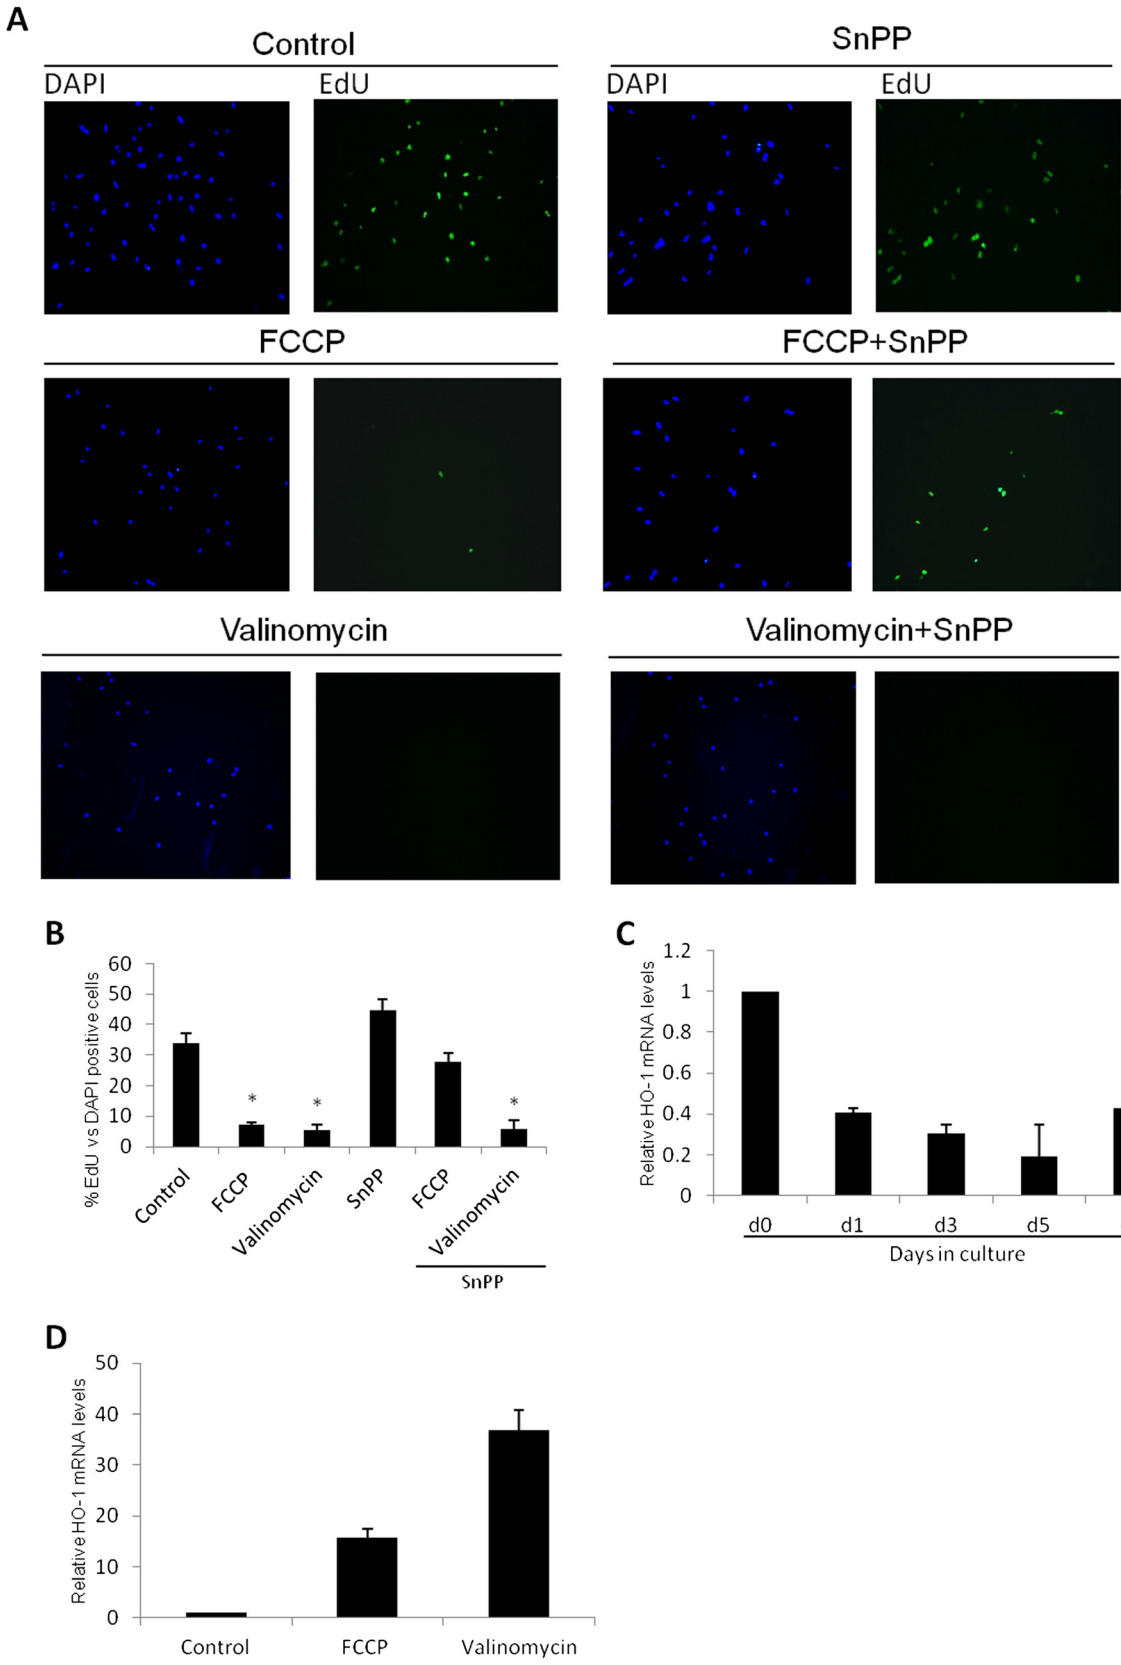 A
Control
SnPP
DAPI
EdU
DAPI
EdU
FCCP
FCCP+SnPP
Valinomycin
Valinomycin+SnPP
B
% EdU vs DAPI positive cells
60
50
40
30
20
10
0
*
*
*
Control
FCCP
Valinomycin
SnPP
FCCP
Valinomycin
SnPP
C
Relative HO-1 mRNA levels
1.2
1
0.8
0.6
0.4
0.2
0
d0
d1
d3
d5
Days in culture
D
Relative HO-1 mRNA levels
50
40
30
20
10
0
Control
FCCP
Valinomycin